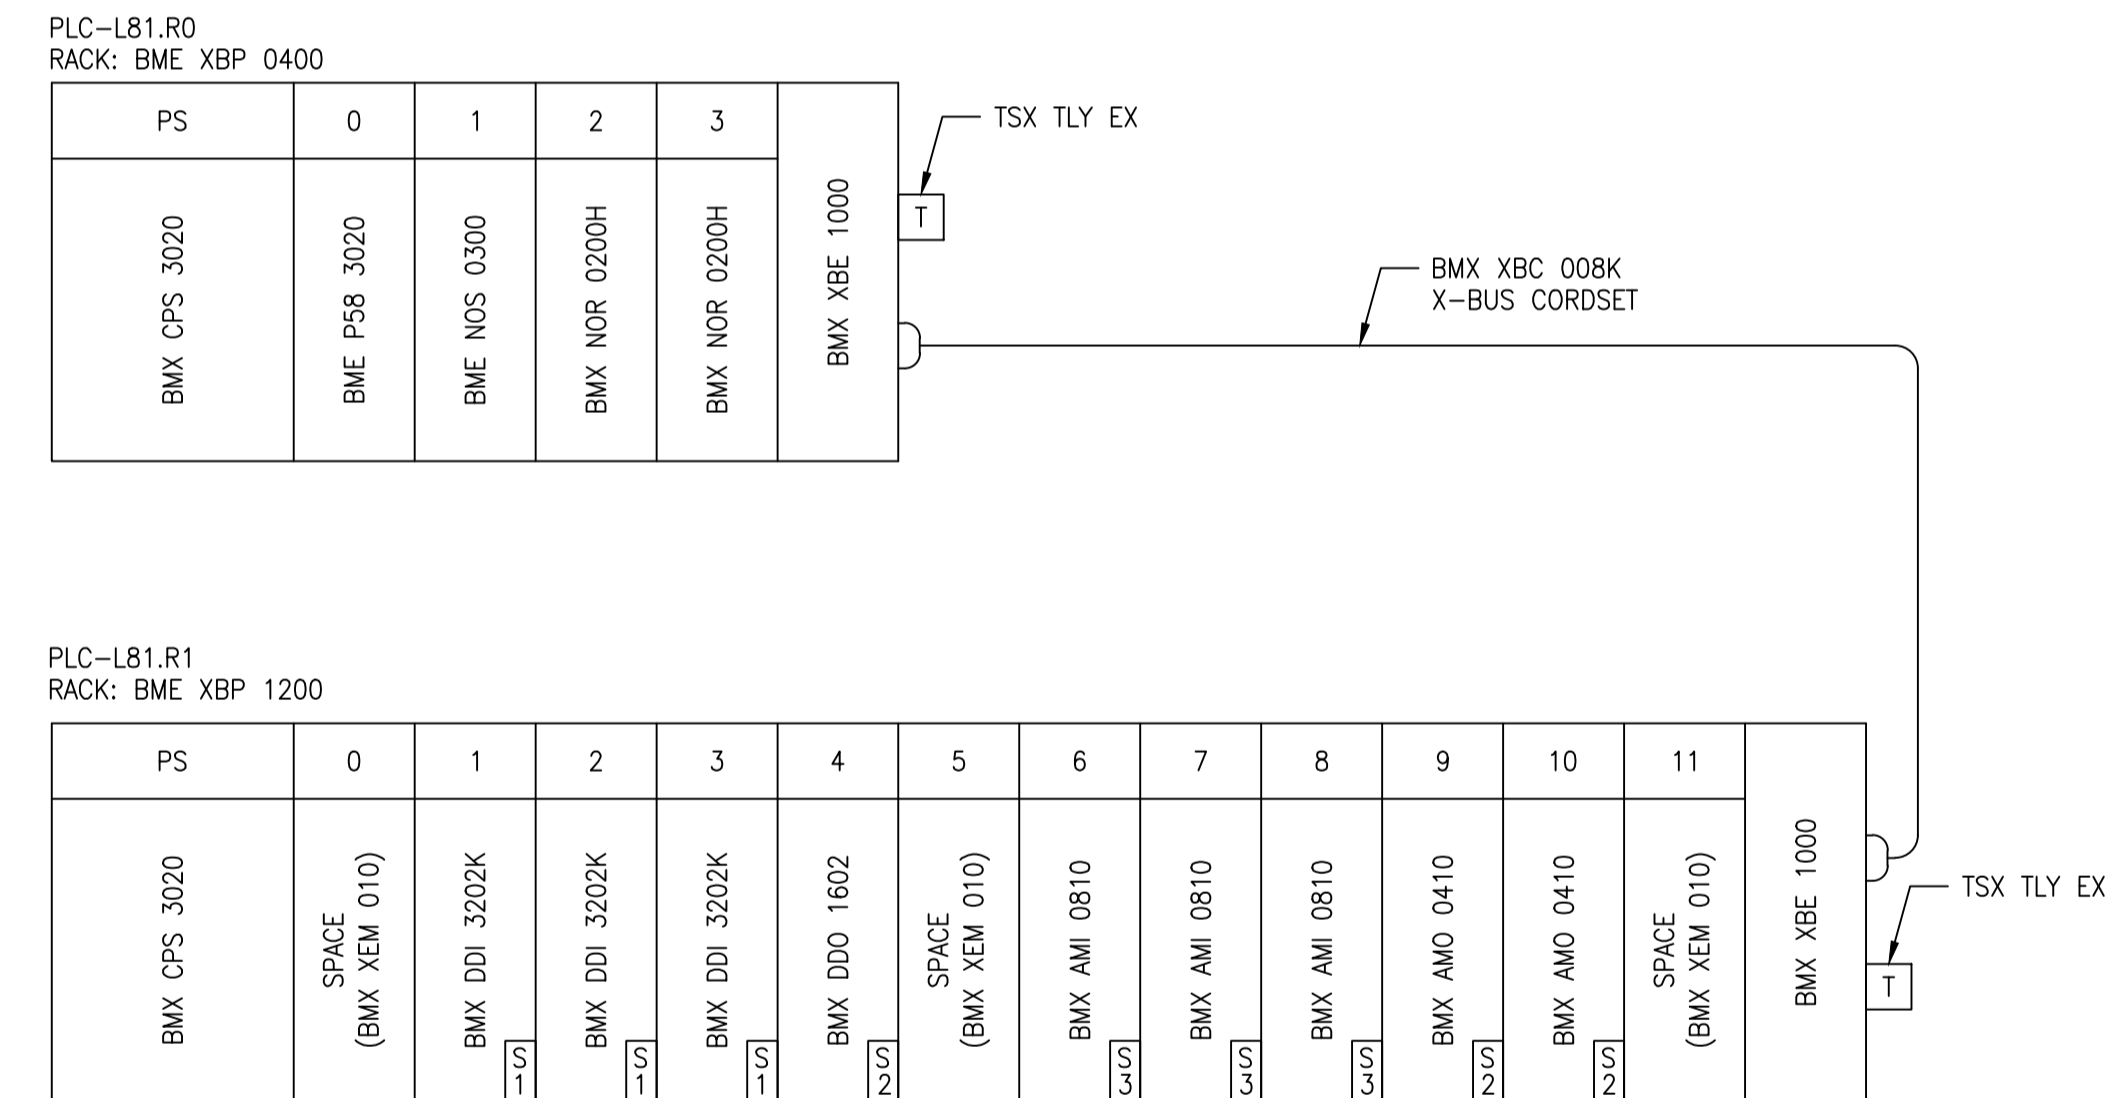 PLC-L81.R0
RACK: BME XBP 0400
PS 0 1 2 3
TSX TLY EX
BMX CPS 3020
BME P58 3020
BME NOS 0300
BMX NOR 0200H
BMX NOR 0200H
BMX XBE 1000
T
BMX XBC 008K
X-BUS CORDSET
PLC-L81.R1
RACK: BME XBP 1200
PS 0 1 2 3 4 5 6 7 8 9 10 11
BMX CPS 3020
SPACE
(BMX XEM 010)
BMX DDI 3202K
S1
BMX DDI 3202K
S1
BMX DDI 3202K
S1
BMX DDO 1602
S2
SPACE
(BMX XEM 010)
BMX AMI 0810
S3
BMX AMI 0810
S3
BMX AMI 0810
S3
BMX AMO 0410
S2
BMX AMO 0410
S2
SPACE
(BMX XEM 010)
BMX XBE 1000
TSX TLY EX
T